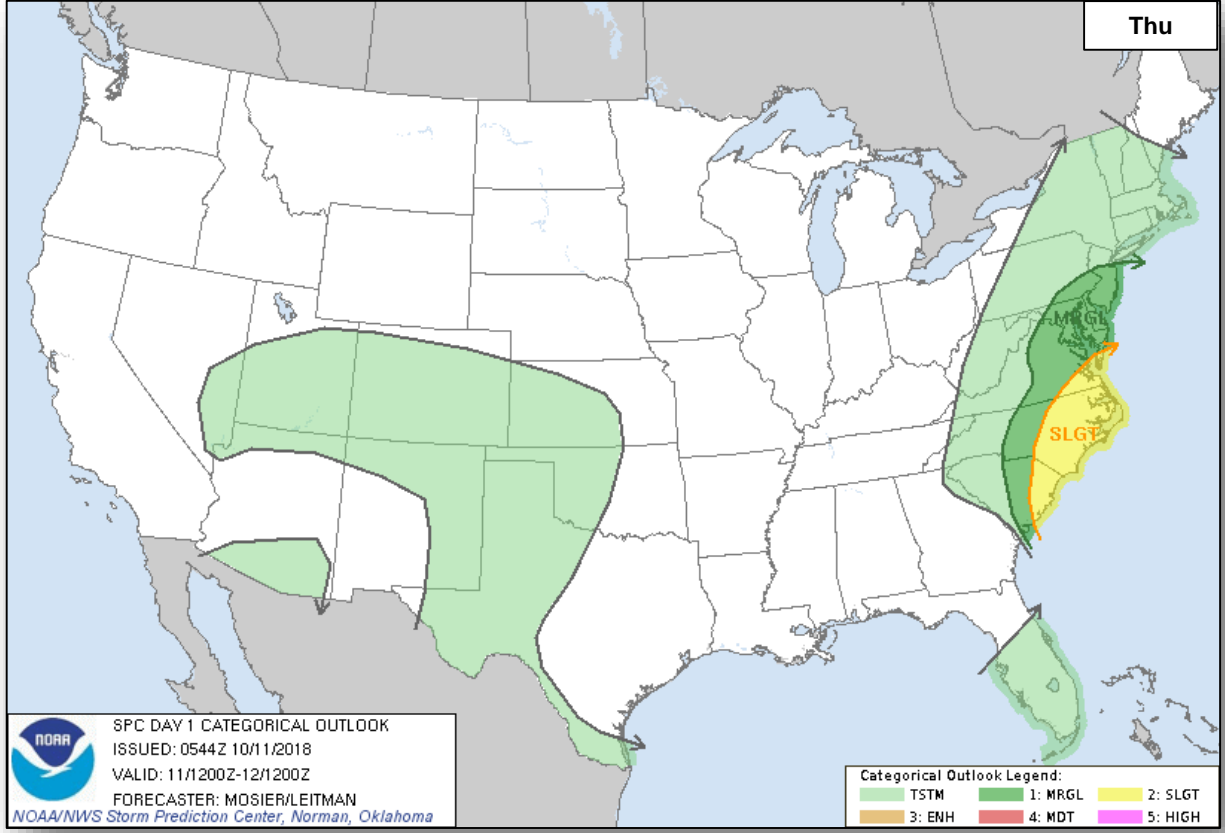 Thu
MRGL
SLGT
NOAA
SPC DAY 1 CATEGORICAL OUTLOOK
ISSUED: 0544Z 10/11/2018
VALID: 11/1200Z-12/1200Z
FORECASTER: MOSIER/LEITMAN
NOAA/NWS Storm Prediction Center, Norman, Oklahoma
Categorical Outlook Legend:
TSTM 1: MRGL 2: SLGT
3: ENH 4: MDT 5: HIGH